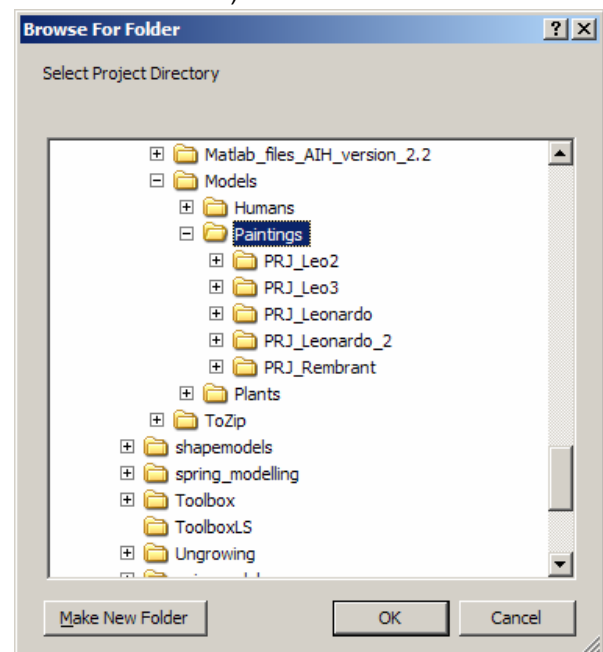 Browse For Folder
Select Project Directory
Matlab_files_AIH_version_2.2
Models
Humans
Paintings
PRJ_Leo2
PRJ_Leo3
PRJ_Leonardo
PRJ_Leonardo_2
PRJ_Rembrant
Plants
ToZip
shapemodels
spring_modelling
Toolbox
ToolboxLS
Ungrowing
Make New Folder OK Cancel